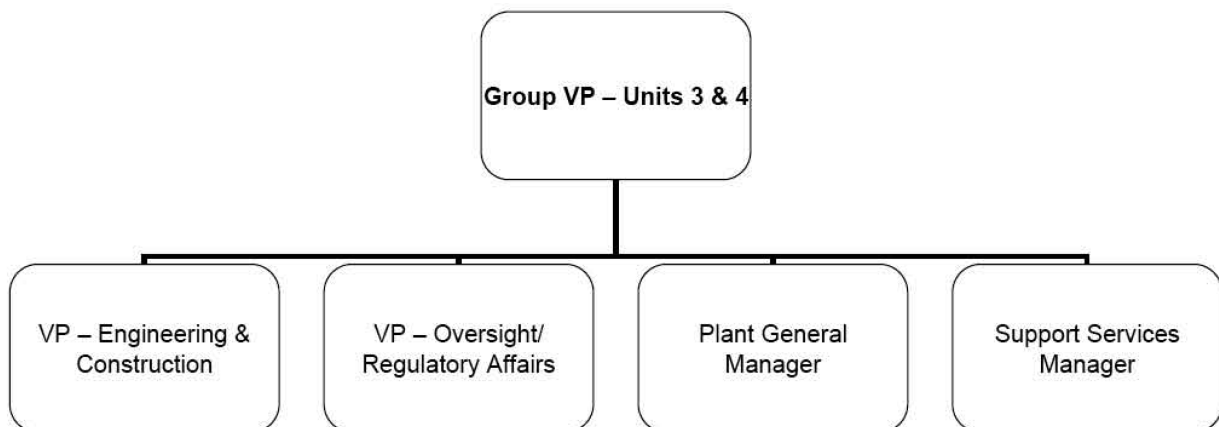 Group VP – Units 3 & 4
VP – Engineering &
Construction
VP – Oversight/
Regulatory Affairs
Plant General
Manager
Support Services
Manager